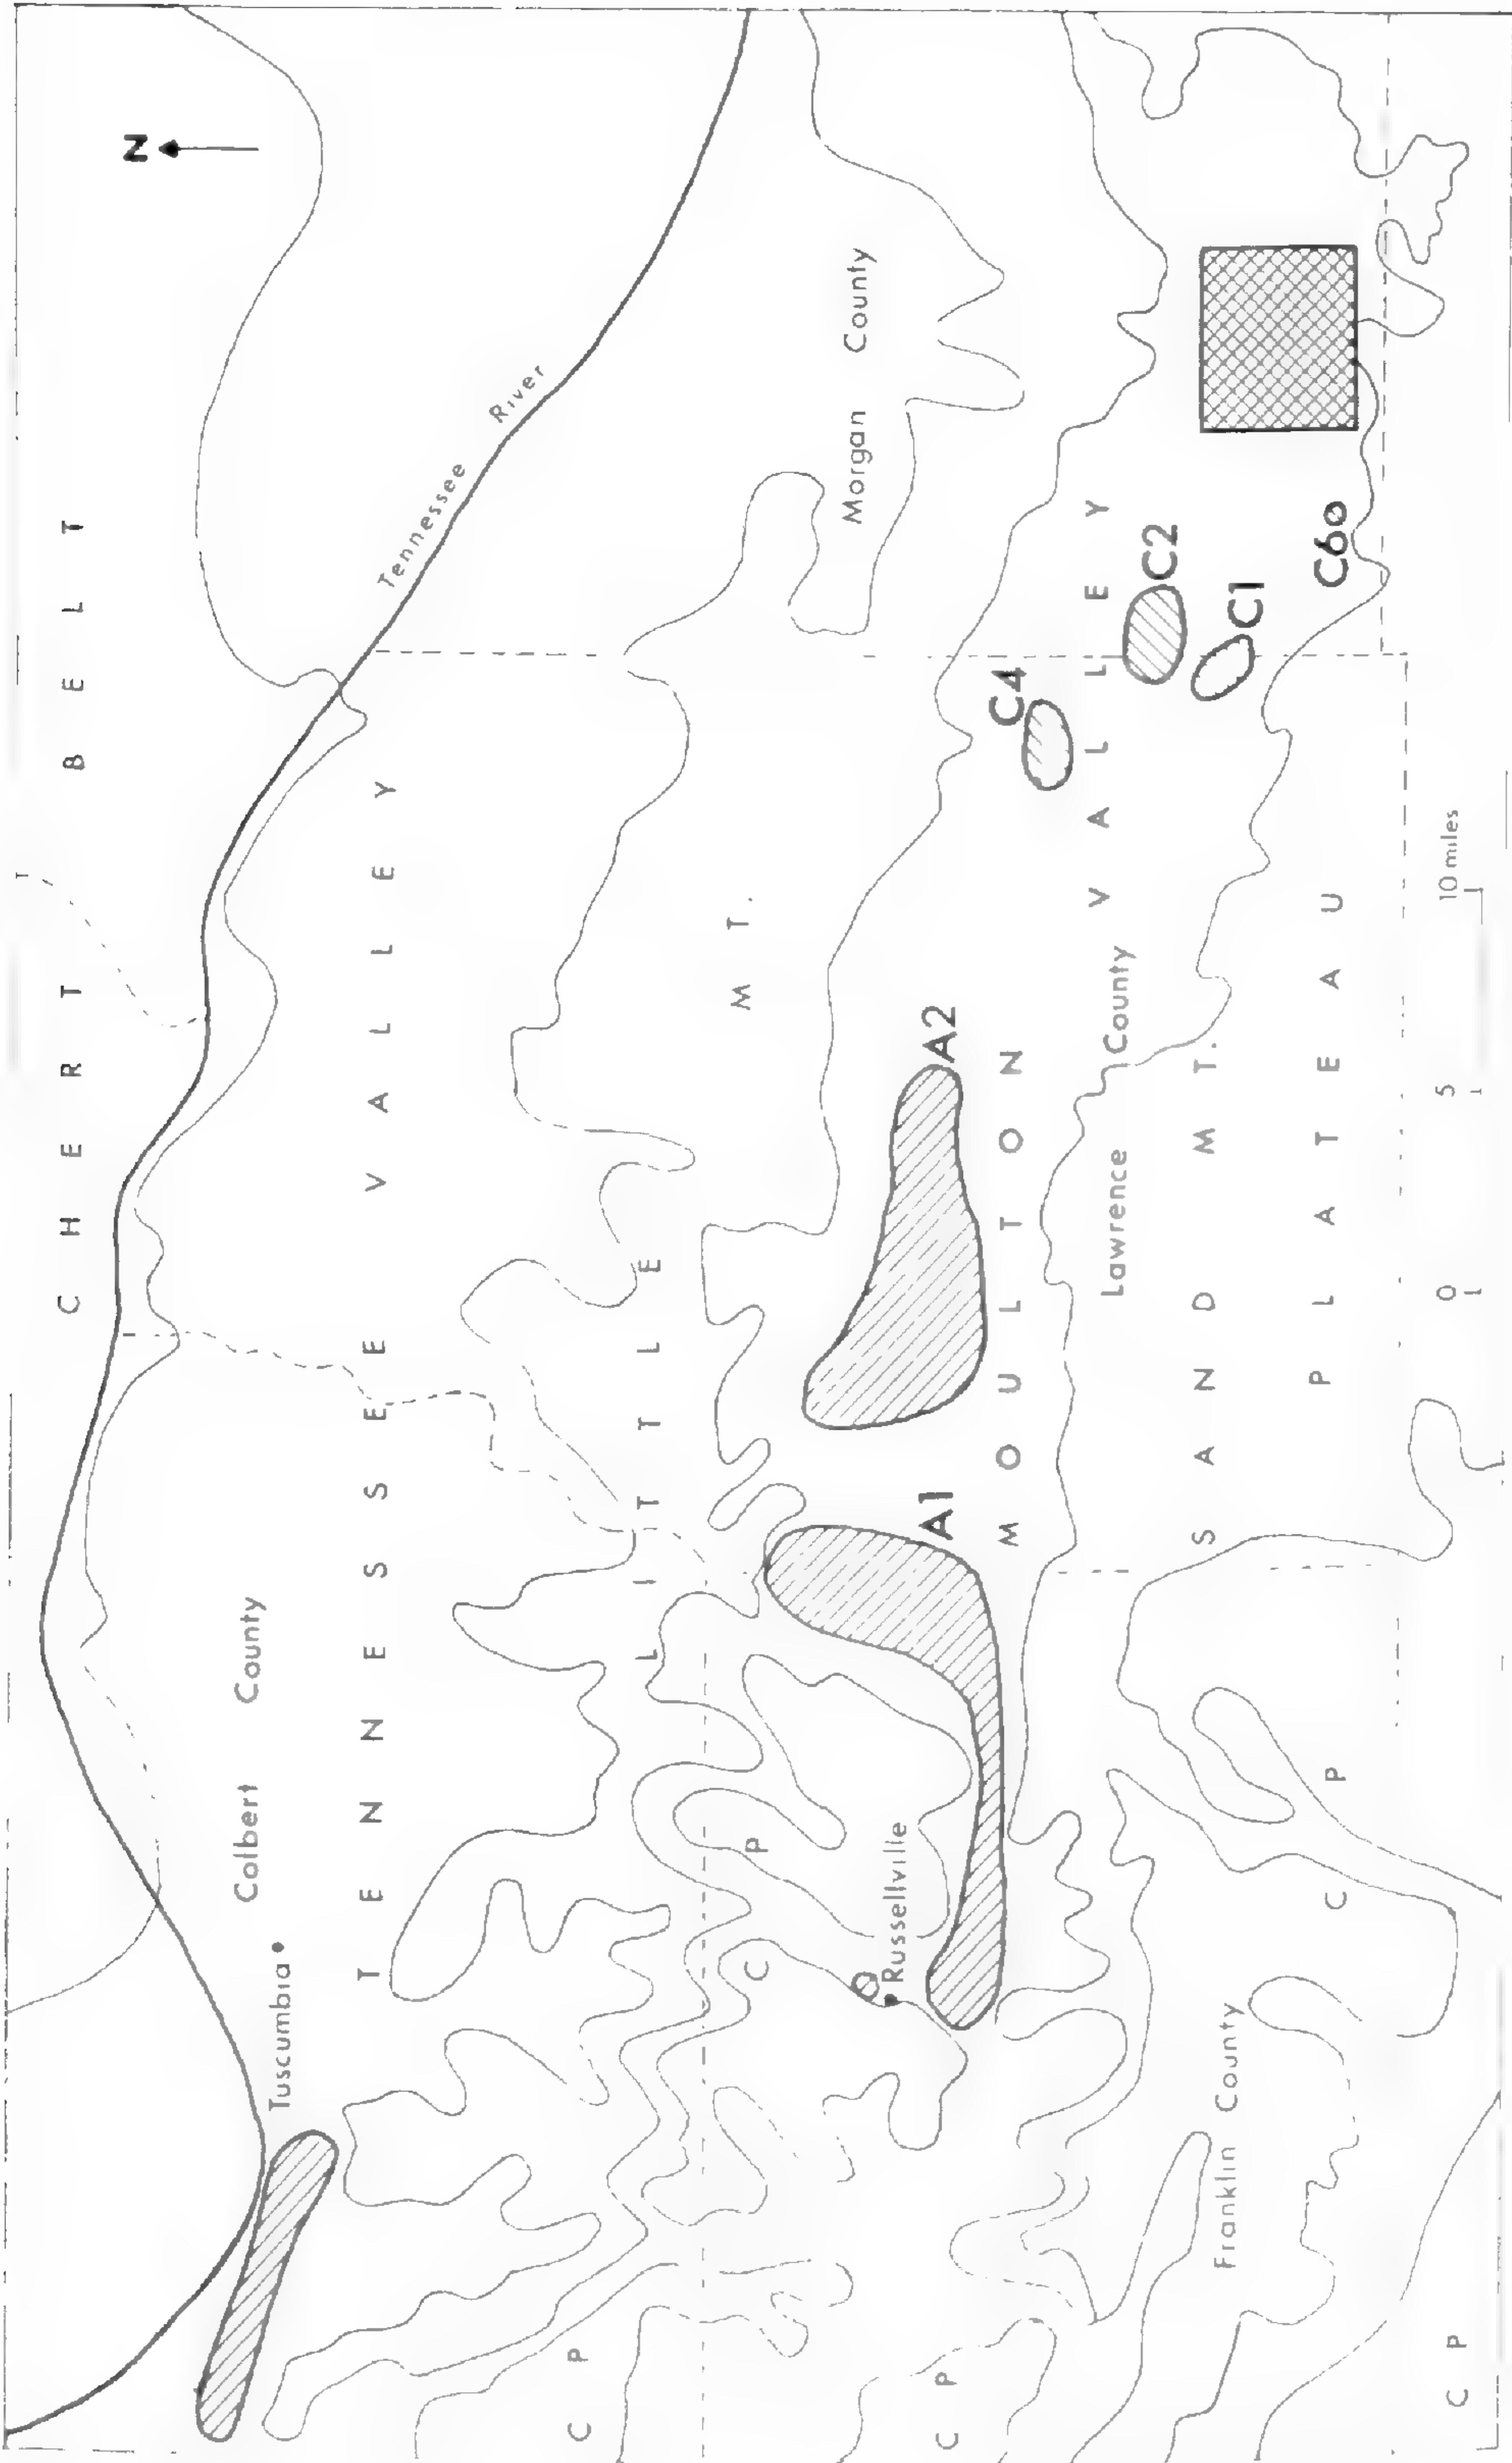 CHERT BELT
N
Tennessee River
Colbert County
Tuscumbia
TENNESSEE VALLEY
LITTLE MT.
Morgan County
C P
C P
Russellville
A1
A2
C4
MOULTON VALLEY
C2
C1
C60
Lawrence County
SAND MT.
PLATEAU
Franklin County
C P
C P
C P
0 5 10 miles